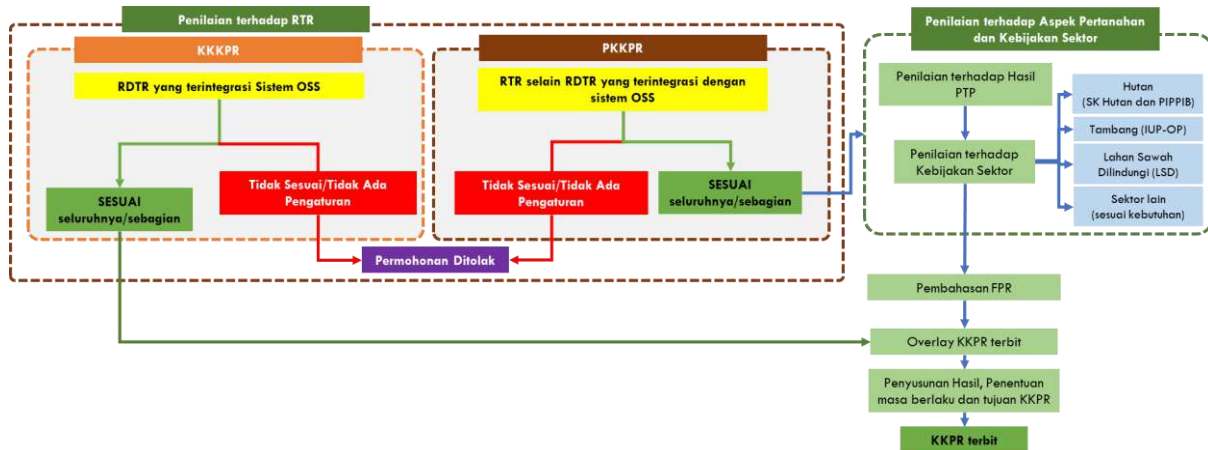 Penilaian terhadap RTR
KKKPR
RDTR yang terintegrasi Sistem OSS
SESUAI
seluruhnya/sebagian
Tidak Sesuai/Tidak Ada
Pengaturan
PKKPR
RTR selain RDTR yang terintegrasi dengan
sistem OSS
Tidak Sesuai/Tidak Ada
Pengaturan
SESUAI
seluruhnya/sebagian
Permohonan Ditolak
Penilaian terhadap Aspek Pertanahan
dan Kebijakan Sektor
Penilaian terhadap Hasil
PTP
Penilaian terhadap
Kebijakan Sektor
Hutan
(SK Hutan dan PIPPIB)
Tambang (IUP-OP)
Lahan Sawah
Dilindungi (LSD)
Sektor lain
(sesuai kebutuhan)
Pembahasan FPR
Overlay KKPR terbit
Penyusunan Hasil, Penentuan
masa berlaku dan tujuan KKPR
KKPR terbit